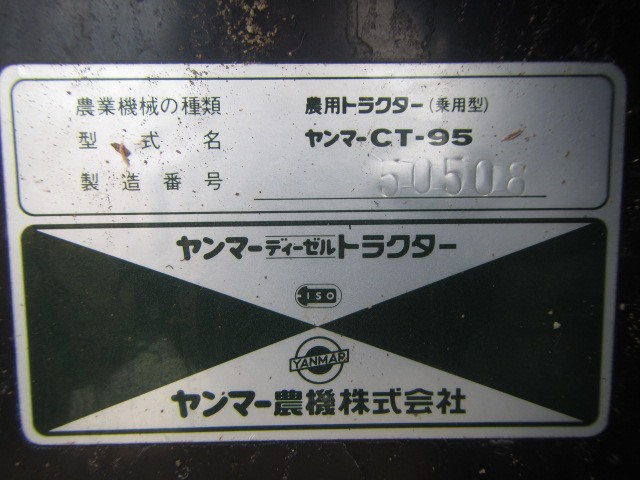 農業機械の種類 農用トラクター(乗用型)
型式名 ヤンマーCT-95
製造番号 50508
ヤンマーディーゼルトラクター
ISO
YANMAR
ヤンマー農機株式会社